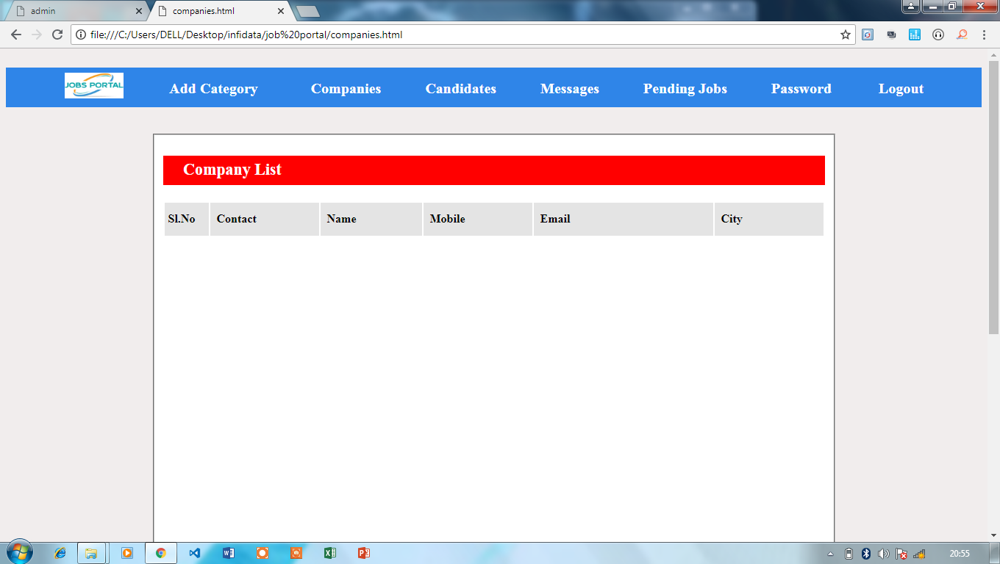 admin
companies.html
file:///C:/Users/DELL/Desktop/infidata/job%20portal/companies.html
JOBS PORTAL Add Category Companies Candidates Messages Pending Jobs Password Logout
Company List
Sl.No Contact Name Mobile Email City
20:55